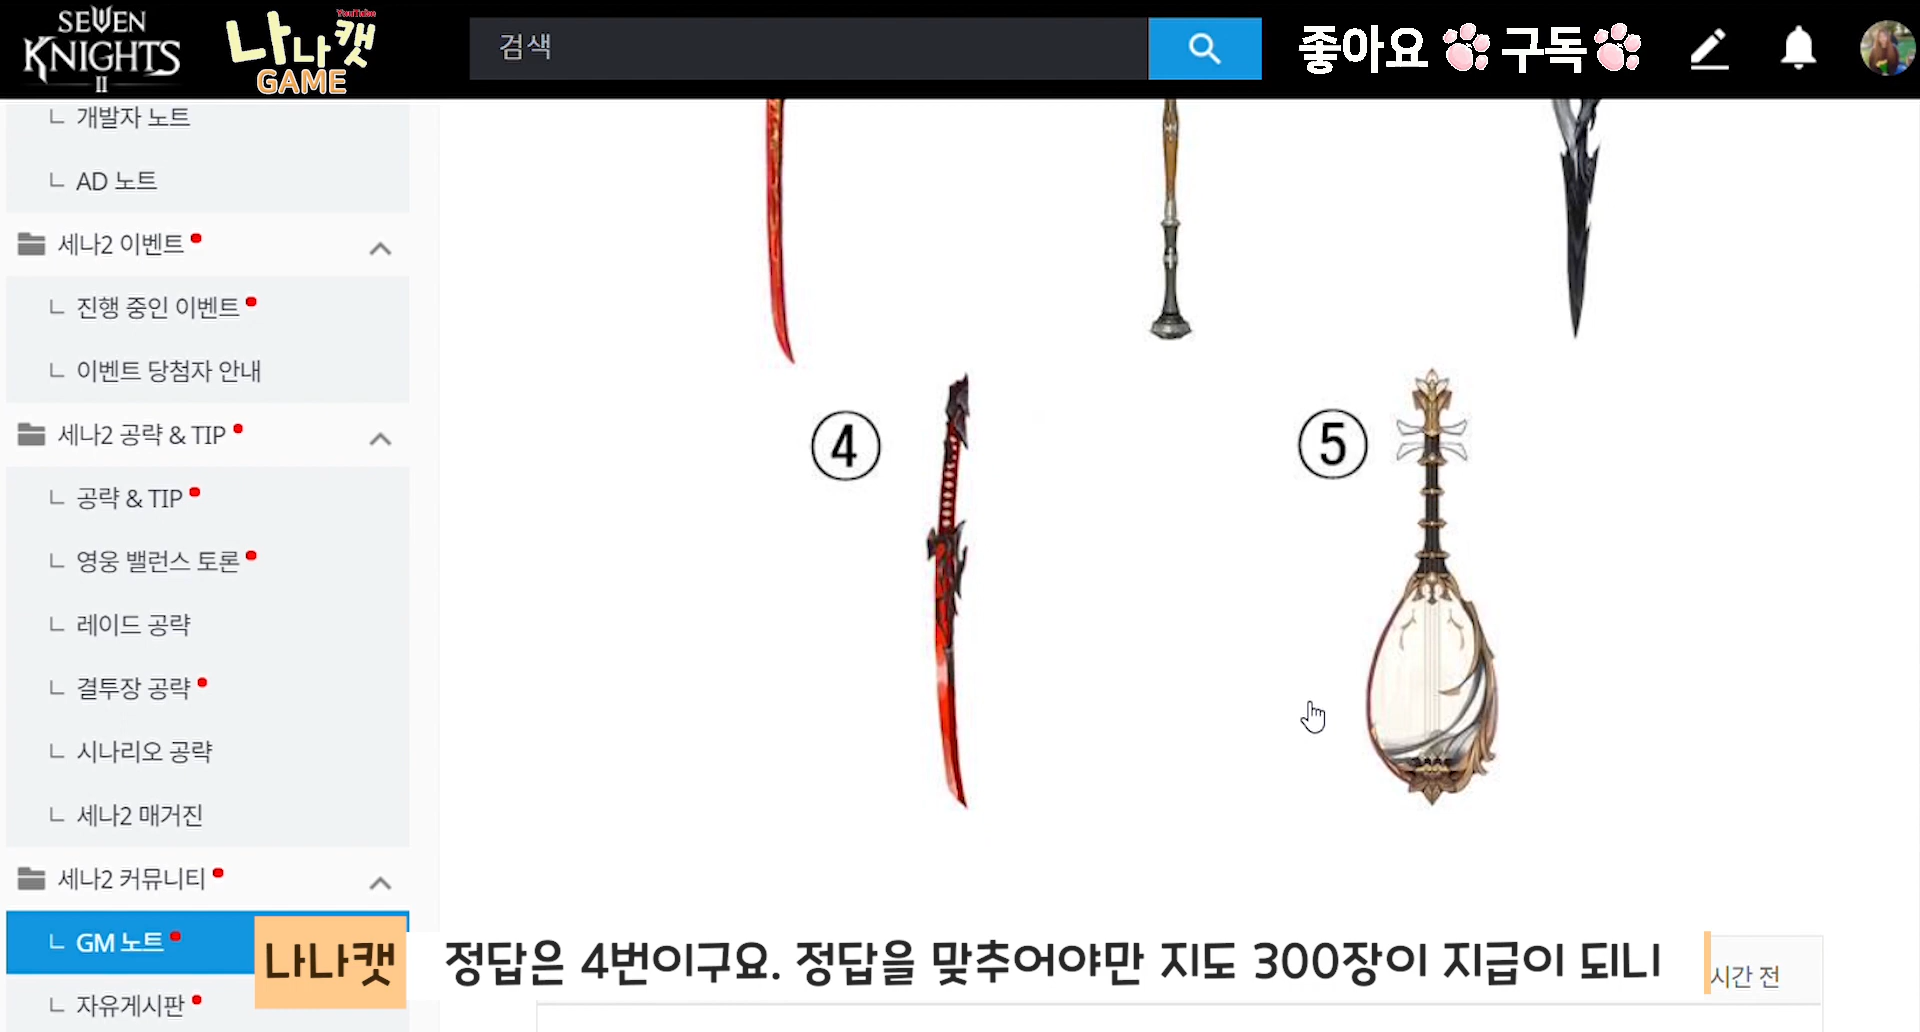 SEVEN
KNIGHTS
II
YouTube
나나캣
GAME
검색
좋아요 구독
ㄴ 개발자 노트
ㄴ AD 노트
세나2 이벤트
ㄴ 진행 중인 이벤트
ㄴ 이벤트 당첨자 안내
세나2 공략 & TIP
ㄴ 공략 & TIP
ㄴ 영웅 밸런스 토론
ㄴ 레이드 공략
ㄴ 결투장 공략
ㄴ 시나리오 공략
ㄴ 세나2 매거진
세나2 커뮤니티
ㄴ GM 노트
ㄴ 자유게시판
④
⑤
나나캣
정답은 4번이구요. 정답을 맞추어야만 지도 300장이 지급이 되니
시간 전